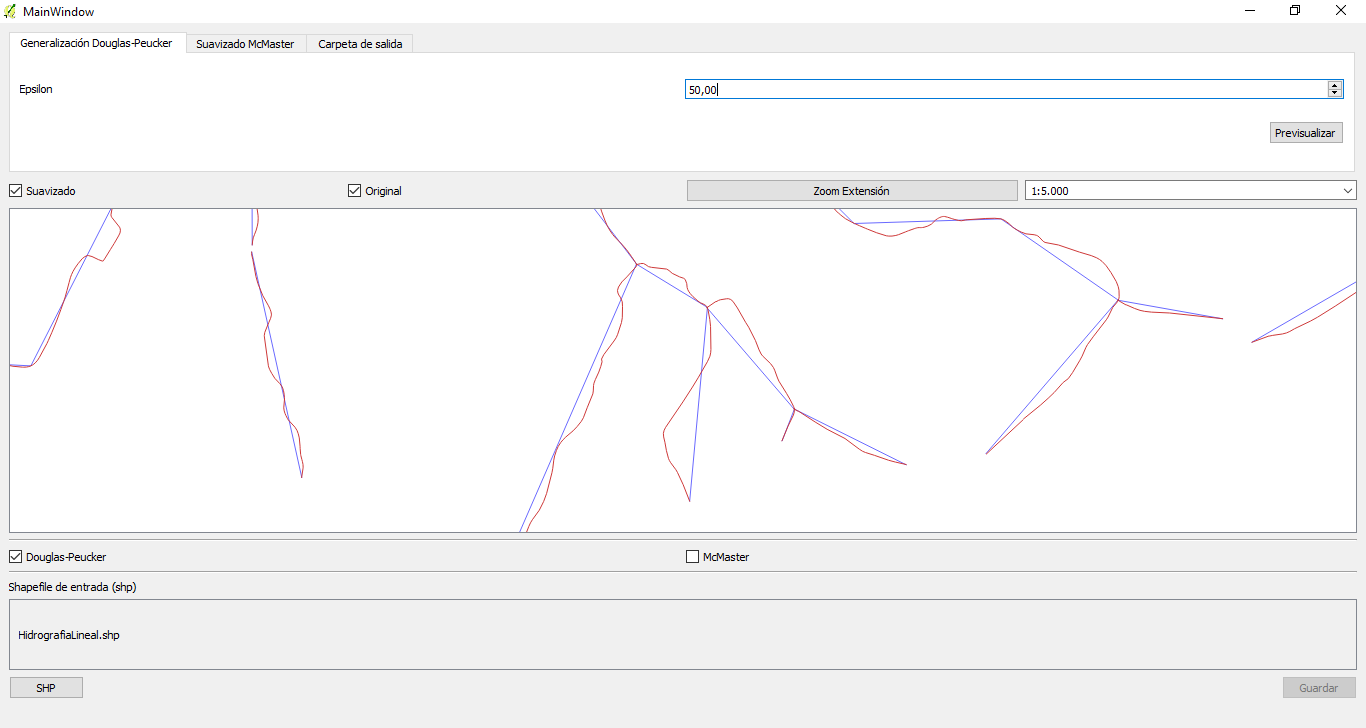 MainWindow
Generalización Douglas-Peucker
Suavizado McMaster
Carpeta de salida
Epsilon
50,00
Previsualizar
Suavizado
Original
Zoom Extensión
1:5.000
Douglas-Peucker
McMaster
Shapefile de entrada (shp)
HidrografiaLineal.shp
SHP
Guardar